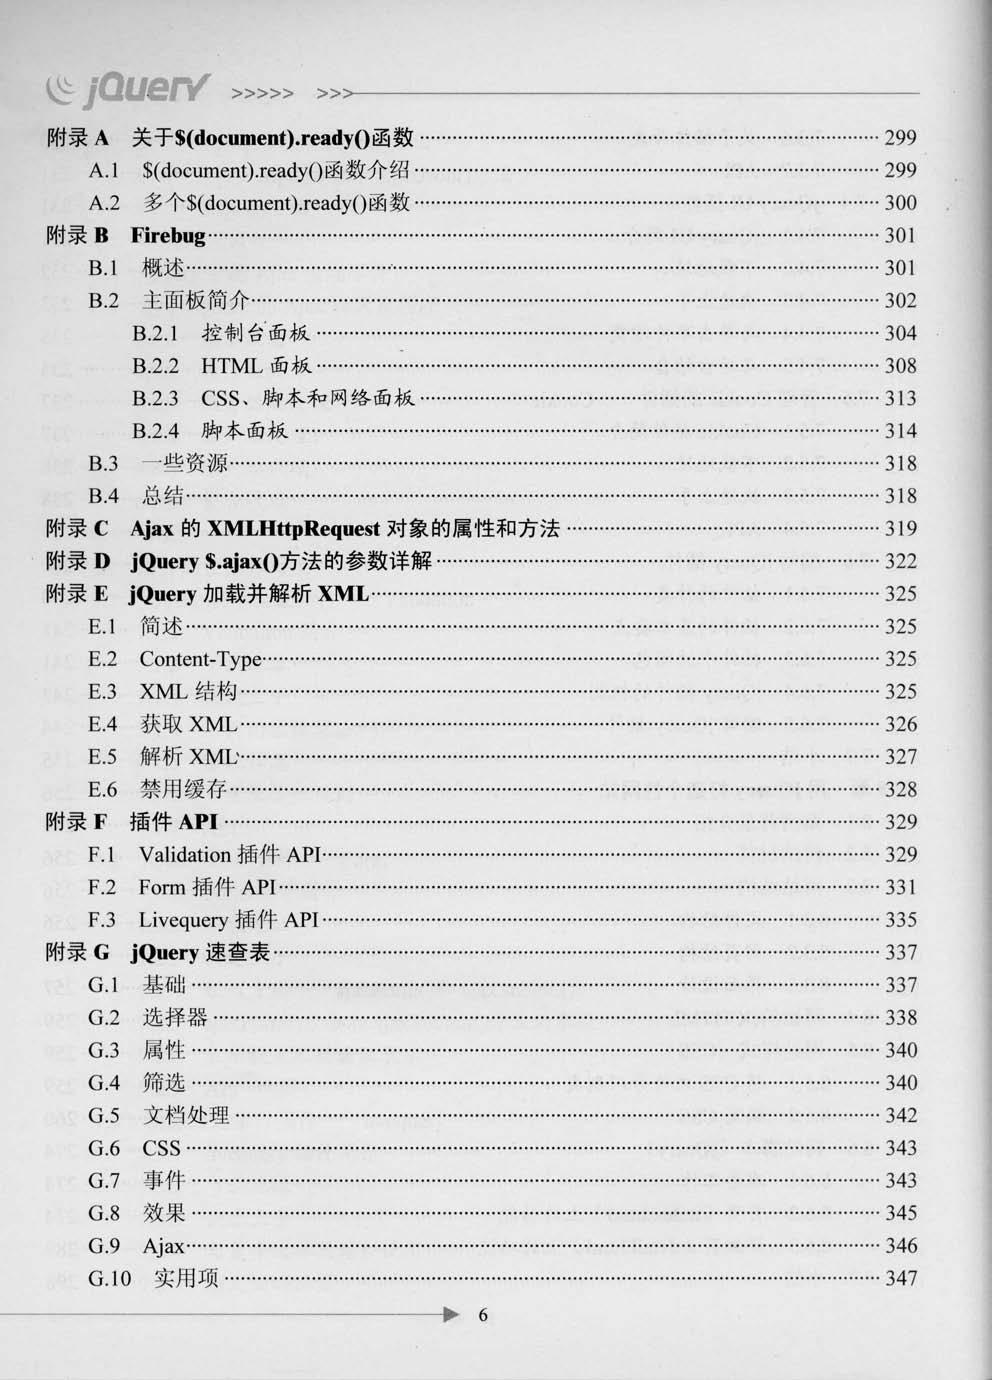 jQuery >>>>> >>>
附录 A 关于$(document).ready()函数 299
A.1 $(document).ready()函数介绍 299
A.2 多个$(document).ready()函数 300
附录 B Firebug 301
B.1 概述 301
B.2 主面板简介 302
B.2.1 控制台面板 304
B.2.2 HTML 面板 308
B.2.3 CSS、脚本和网络面板 313
B.2.4 脚本面板 314
B.3 一些资源 318
B.4 总结 318
附录 C Ajax 的 XMLHttpRequest 对象的属性和方法 319
附录 D jQuery $.ajax()方法的参数详解 322
附录 E jQuery 加载并解析 XML 325
E.1 简述 325
E.2 Content-Type 325
E.3 XML 结构 325
E.4 获取 XML 326
E.5 解析 XML 327
E.6 禁用缓存 328
附录 F 插件 API 329
F.1 Validation 插件 API 329
F.2 Form 插件 API 331
F.3 Livequery 插件 API 335
附录 G jQuery 速查表 337
G.1 基础 337
G.2 选择器 338
G.3 属性 340
G.4 筛选 340
G.5 文档处理 342
G.6 CSS 343
G.7 事件 343
G.8 效果 345
G.9 Ajax 346
G.10 实用项 347
6